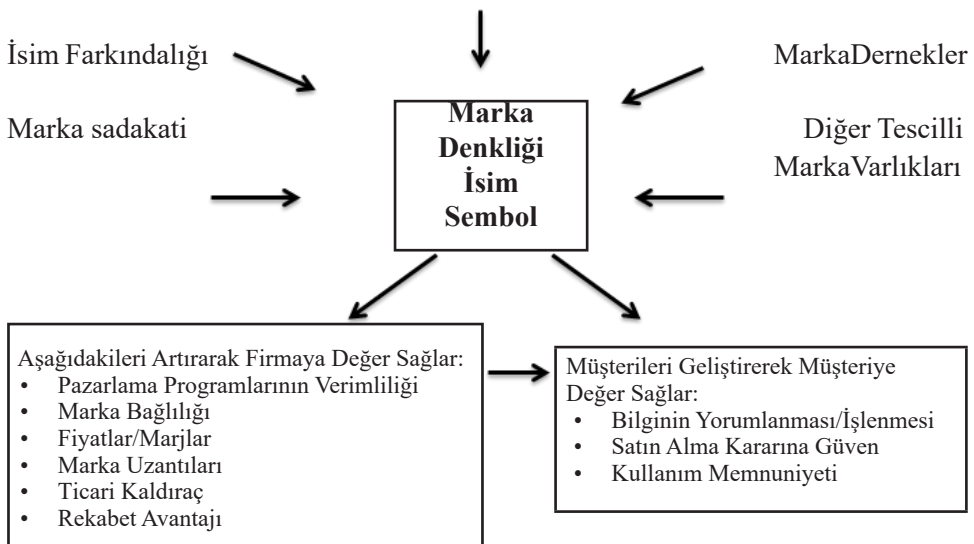 İsim Farkındalığı
MarkaDernekler
Marka sadakati
Diğer Tescilli
MarkaVarlıkları
Marka
Denkliği
İsim
Sembol
Aşağıdakileri Artırarak Firmaya Değer Sağlar:
• Pazarlama Programlarının Verimliliği
• Marka Bağlılığı
• Fiyatlar/Marjlar
• Marka Uzantıları
• Ticari Kaldıraç
• Rekabet Avantajı
Müşterileri Geliştirerek Müşteriye
Değer Sağlar:
• Bilginin Yorumlanması/İşlenmesi
• Satın Alma Kararına Güven
• Kullanım Memnuniyeti